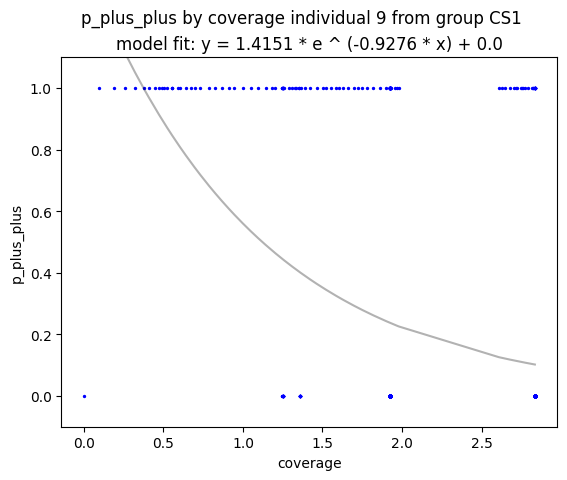 p_plus_plus by coverage individual 9 from group CS1
model fit: y = 1.4151 * e ^ (-0.9276 * x) + 0.0
1.0
0.8
0.6
0.4
0.2
0.0
p_plus_plus
0.0 0.5 1.0 1.5 2.0 2.5
coverage